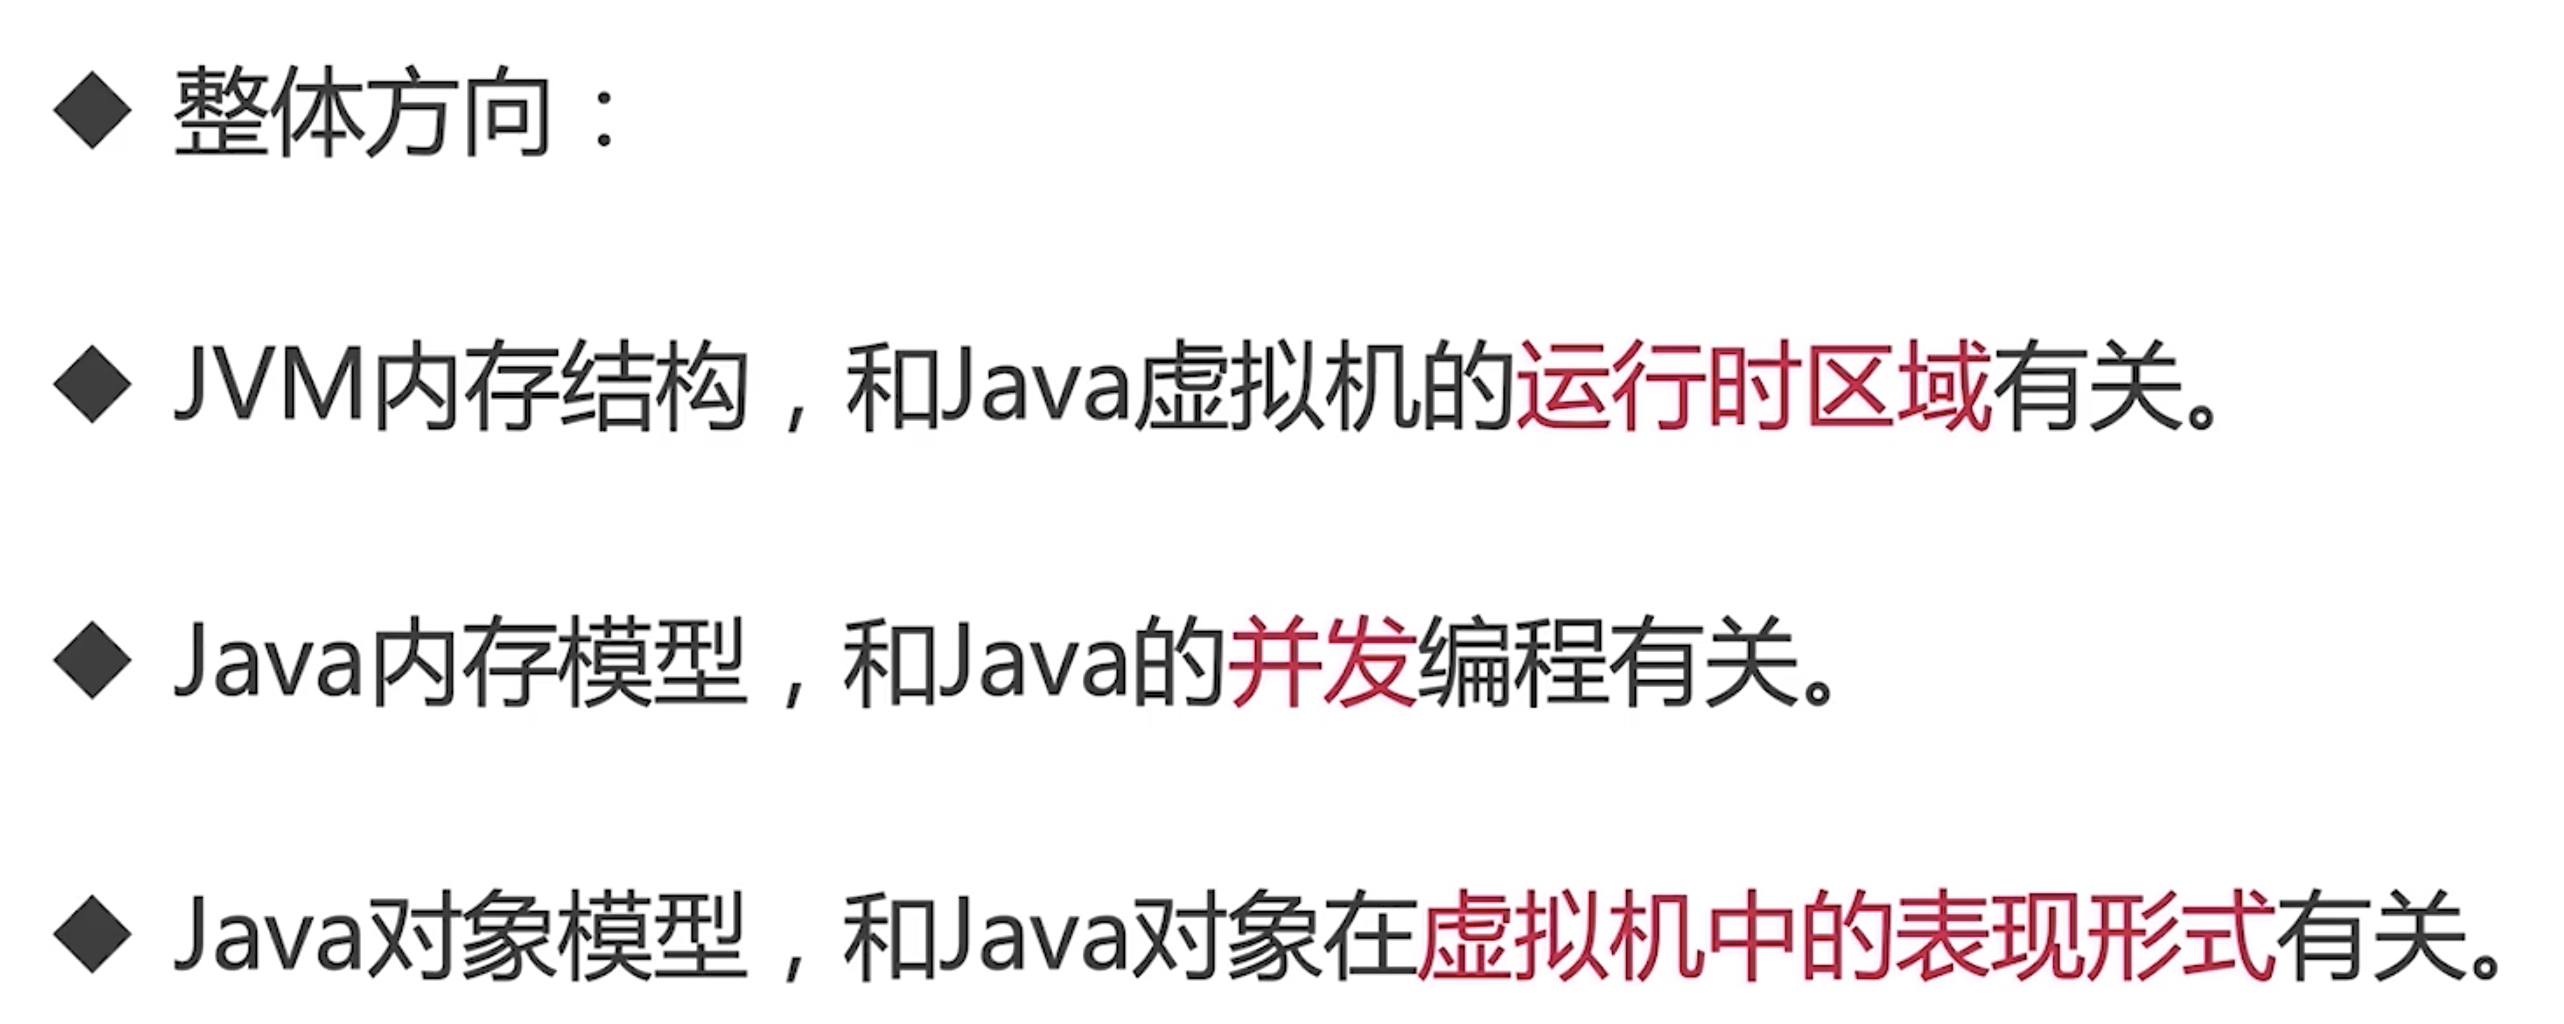 ◆ 整体方向：
◆ JVM内存结构，和Java虚拟机的运行时区域有关。
◆ Java内存模型，和Java的并发编程有关。
◆ Java对象模型，和Java对象在虚拟机中的表现形式有关。